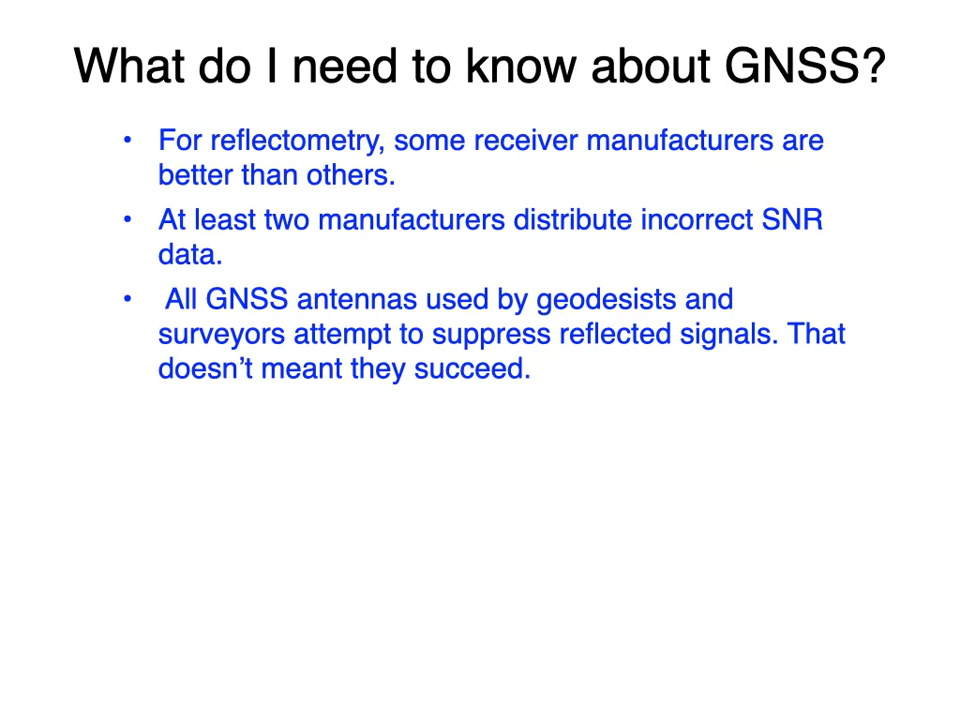 What do I need to know about GNSS?
• For reflectometry, some receiver manufacturers are
better than others.
• At least two manufacturers distribute incorrect SNR
data.
• All GNSS antennas used by geodesists and
surveyors attempt to suppress reflected signals. That
doesn’t meant they succeed.